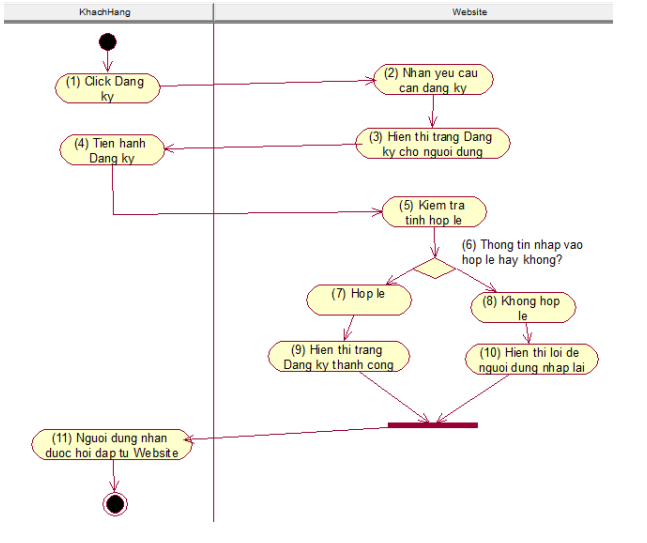 KhachHang
Website
(1) Click Dang
ky
(2) Nhan yeu cau
can dang ky
(3) Hien thi trang Dang
ky cho nguoi dung
(4) Tien hanh
Dang ky
(5) Kiem tra
tinh hop le
(6) Thong tin nhap vao
hop le hay khong?
(7) Hop le
(8) Khong hop
le
(9) Hien thi trang
Dang ky thanh cong
(10) Hien thi loi de
nguoi dung nhap lai
(11) Nguoi dung nhan
duoc hoi dap tu Website